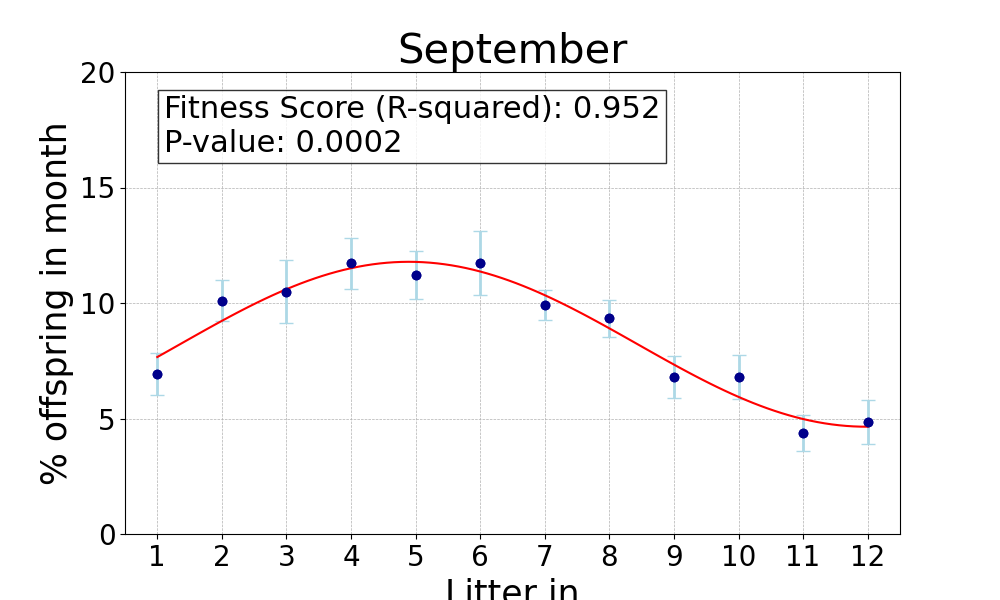 September
Fitness Score (R-squared): 0.952
P-value: 0.0002
% offspring in month
20
15
10
5
0
1 2 3 4 5 6 7 8 9 10 11 12
Litter in